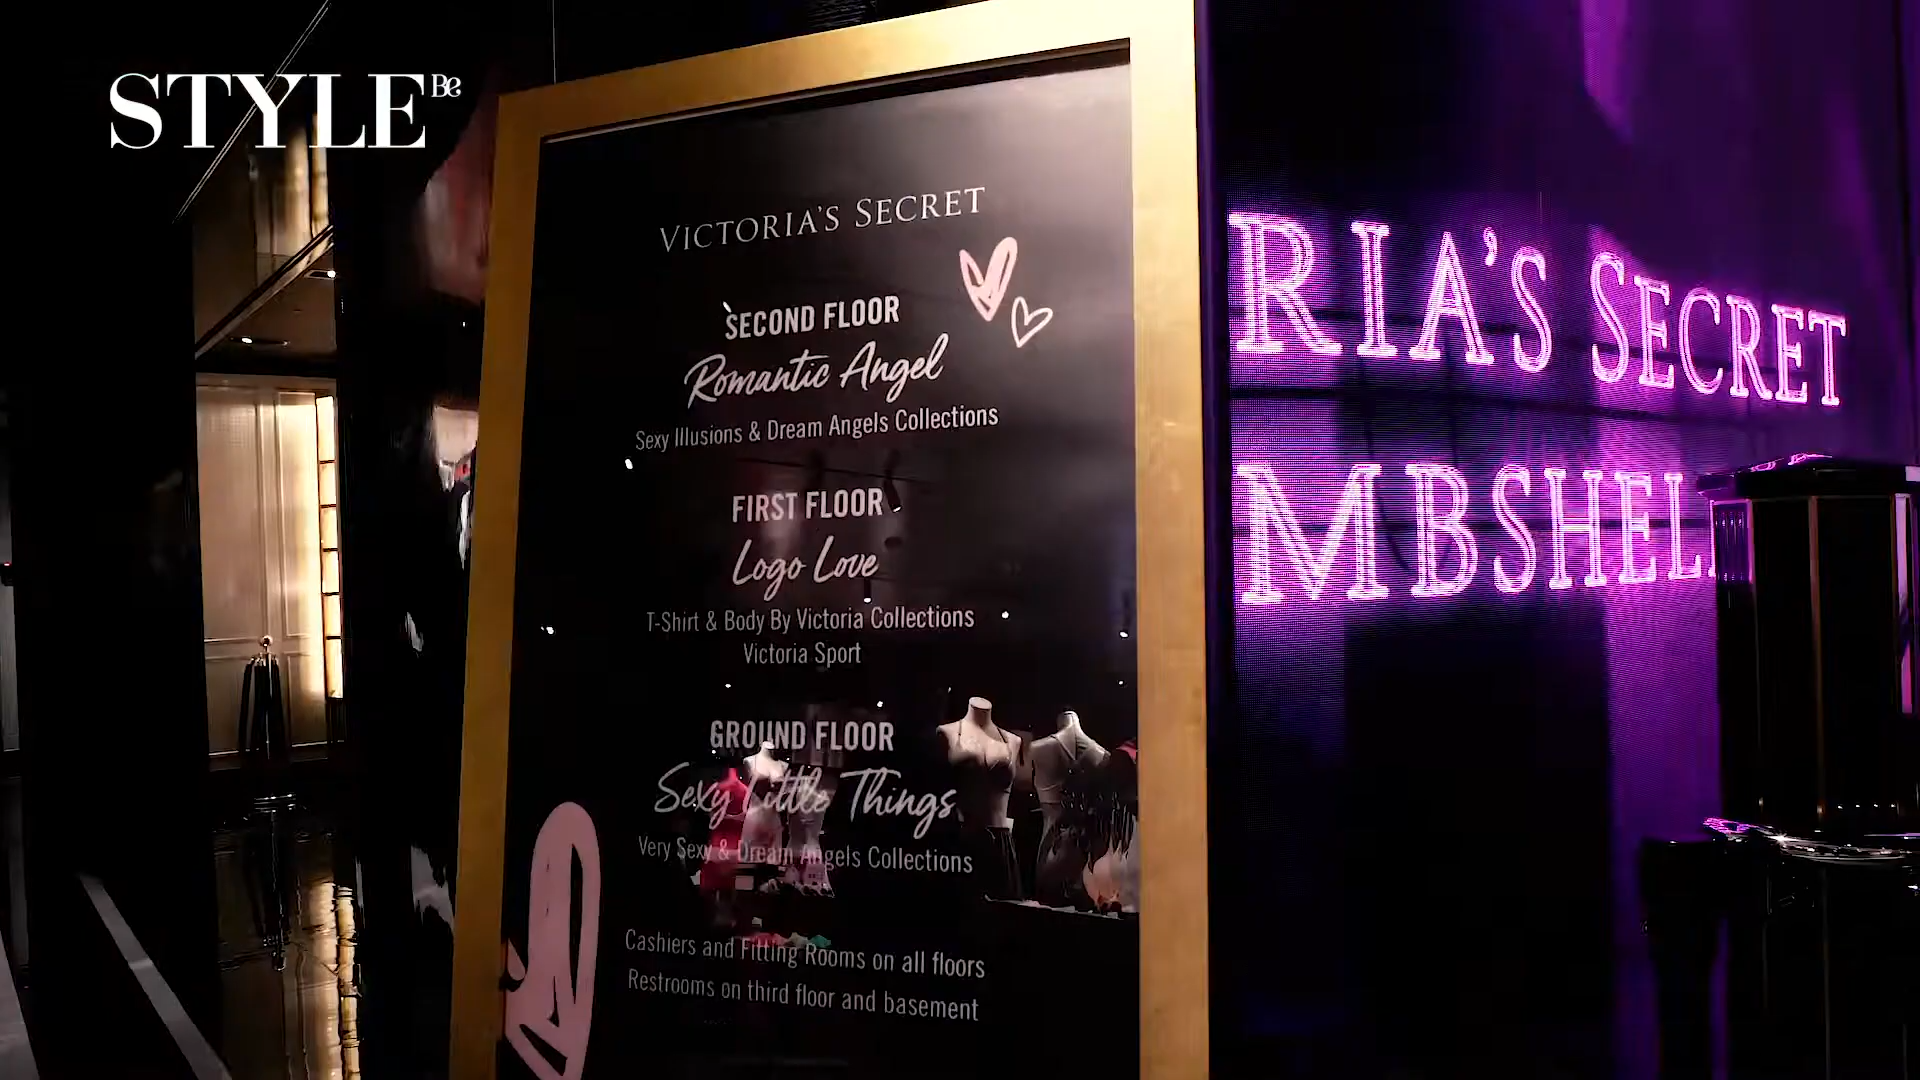 STYLE Be
VICTORIA'S SECRET
SECOND FLOOR
Romantic Angel
Sexy Illusions & Dream Angels Collections
FIRST FLOOR
Logo Love
T-Shirt & Body By Victoria Collections
Victoria Sport
GROUND FLOOR
Sexy Little Things
Very Sexy & Dream Angels Collections
Cashiers and Fitting Rooms on all floors
Restrooms on third floor and basement
RIA'S SECRET
MBSHEL